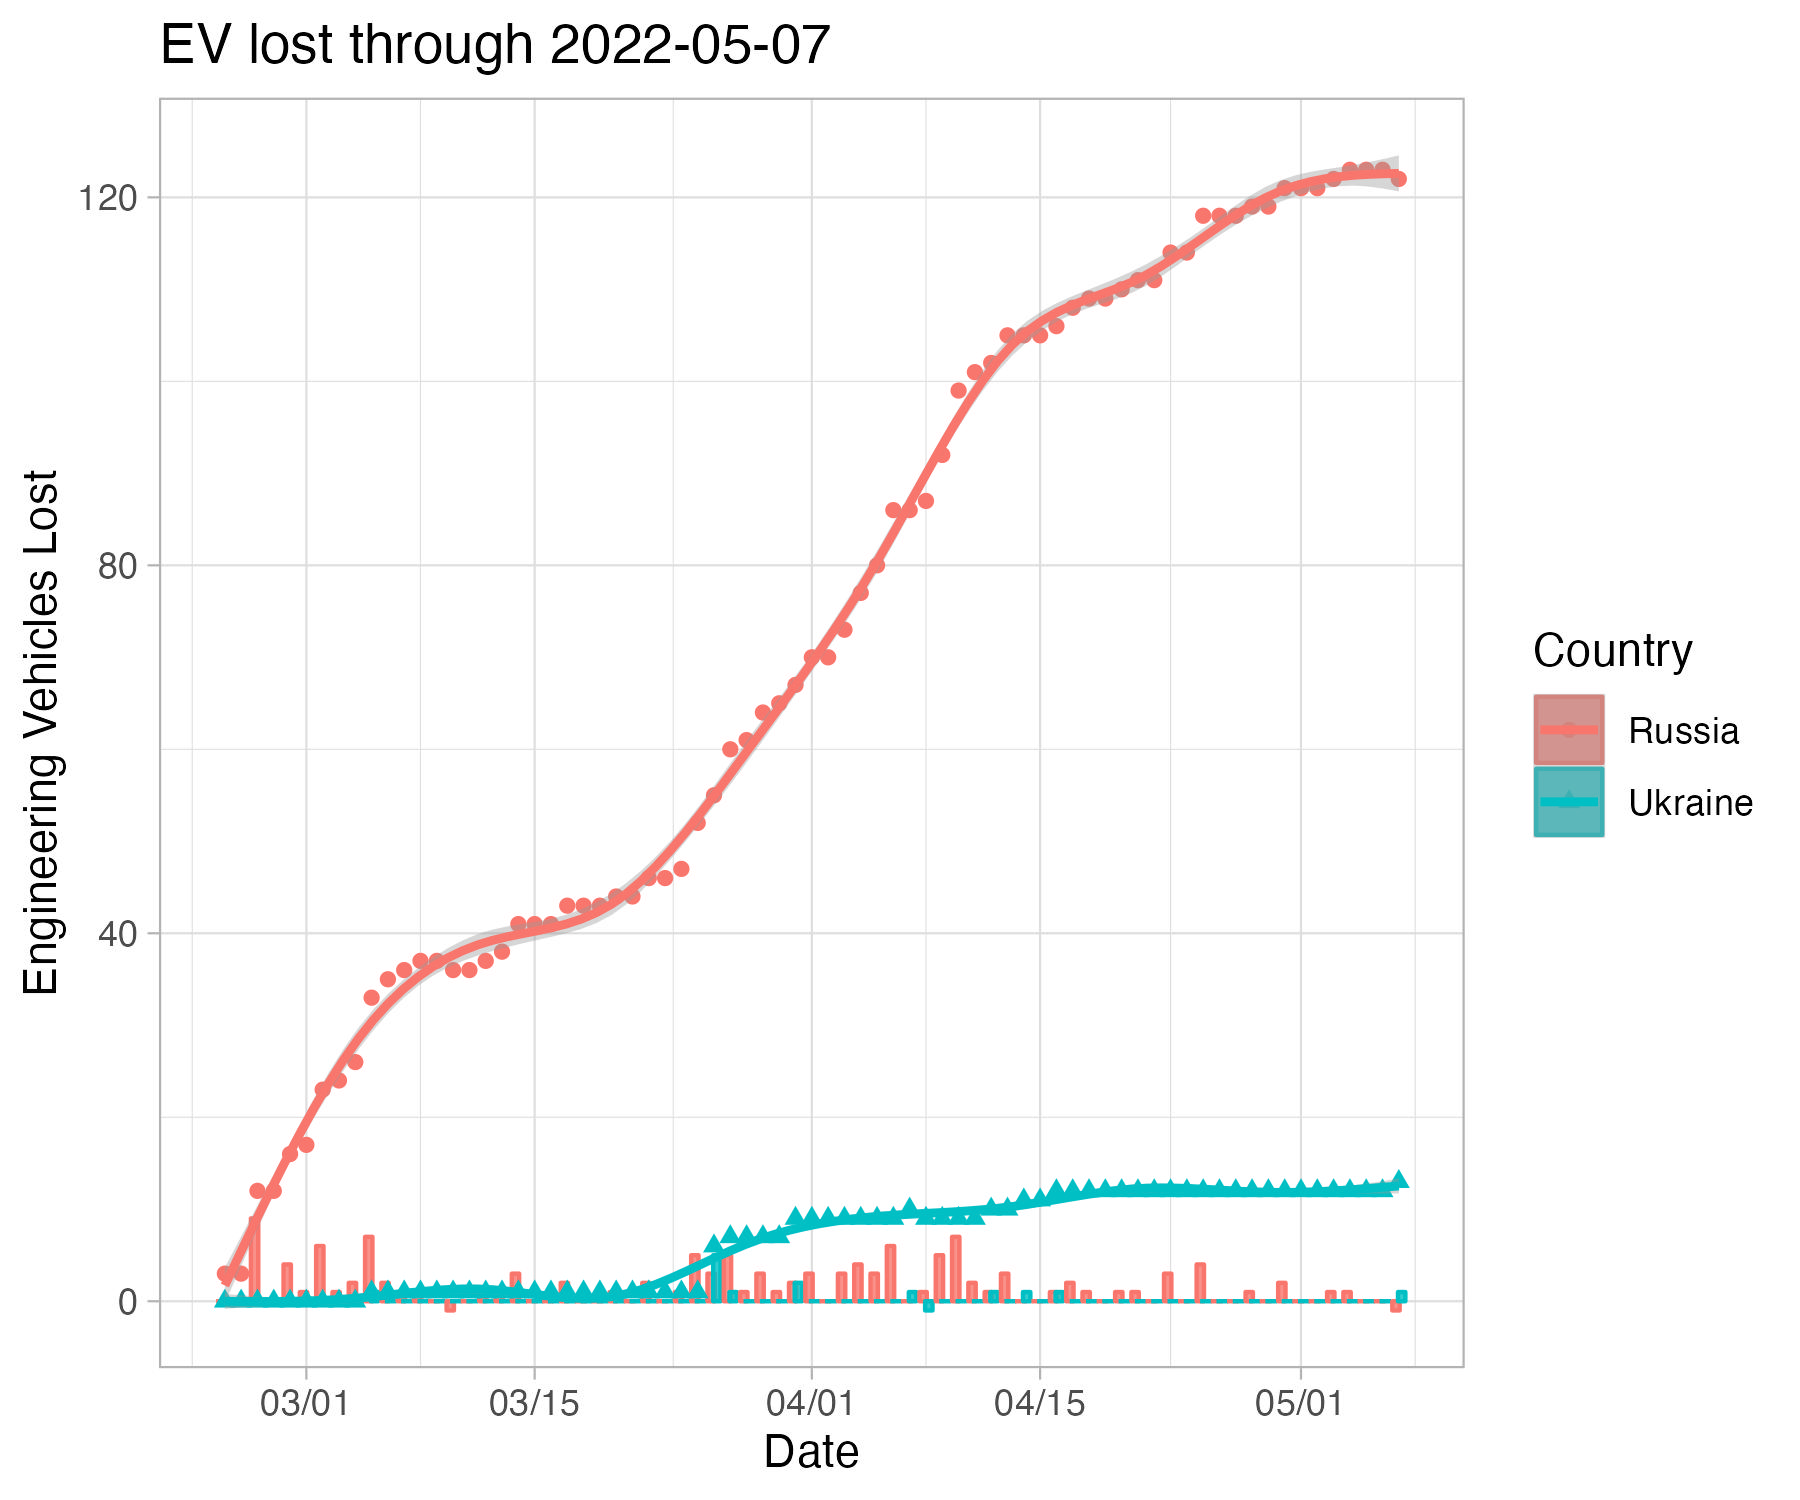 EV lost through 2022-05-07
Engineering Vehicles Lost
120
80
40
0
03/01
03/15
04/01
04/15
05/01
Date
Country
Russia
Ukraine